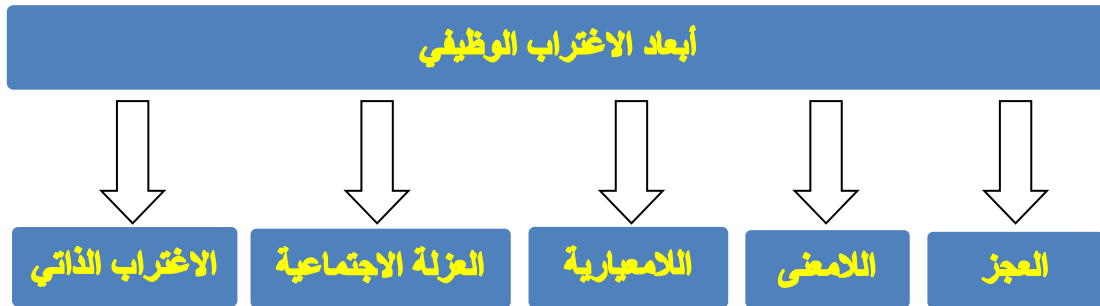 أبعاد الاغتراب الوظيفي
العجز
اللامعنى
اللامعيارية
العزلة الاجتماعية
الاغتراب الذاتي